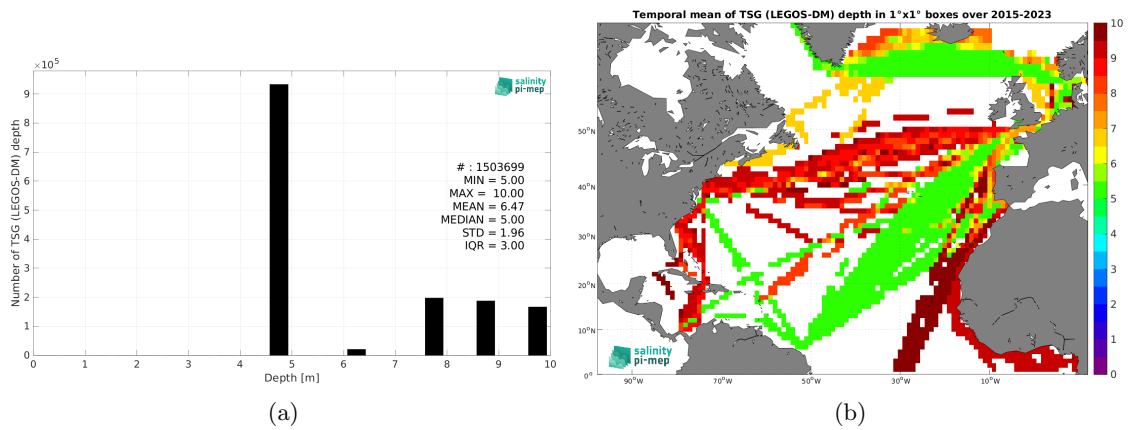 ×10⁵
9
8
7
6
5
4
3
2
1
0
Number of TSG (LEGOS-DM) depth
salinity
pi-mep
# : 1503699
MIN = 5.00
MAX = 10.00
MEAN = 6.47
MEDIAN = 5.00
STD = 1.96
IQR = 3.00
0 1 2 3 4 5 6 7 8 9 10
Depth [m]
(a)
Temporal mean of TSG (LEGOS-DM) depth in 1°x1° boxes over 2015-2023
50°N
40°N
30°N
20°N
10°N
0°
90°W 70°W 50°W 30°W 10°W
salinity
pi-mep
10
9
8
7
6
5
4
3
2
1
0
(b)